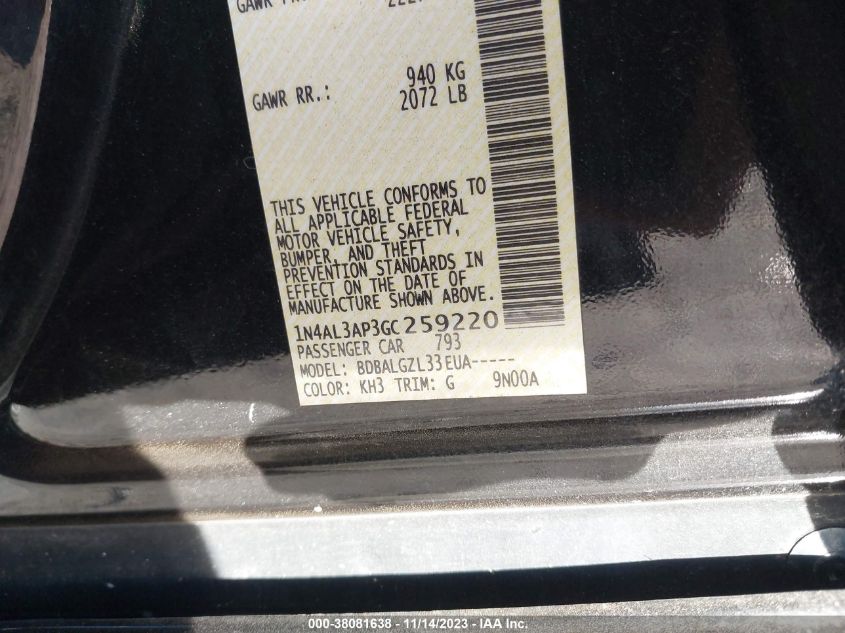 GAWR
940 KG
GAWR RR.: 2072 LB
THIS VEHICLE CONFORMS TO
ALL APPLICABLE FEDERAL
MOTOR VEHICLE SAFETY,
BUMPER, AND THEFT
PREVENTION STANDARDS IN
EFFECT ON THE DATE OF
MANUFACTURE SHOWN ABOVE.
1N4AL3AP3GC259220
PASSENGER CAR 793
MODEL: BDBALGZL33EUA-----
COLOR: KH3 TRIM: G 9N00A
000-38081638 - 11/14/2023 - IAA Inc.